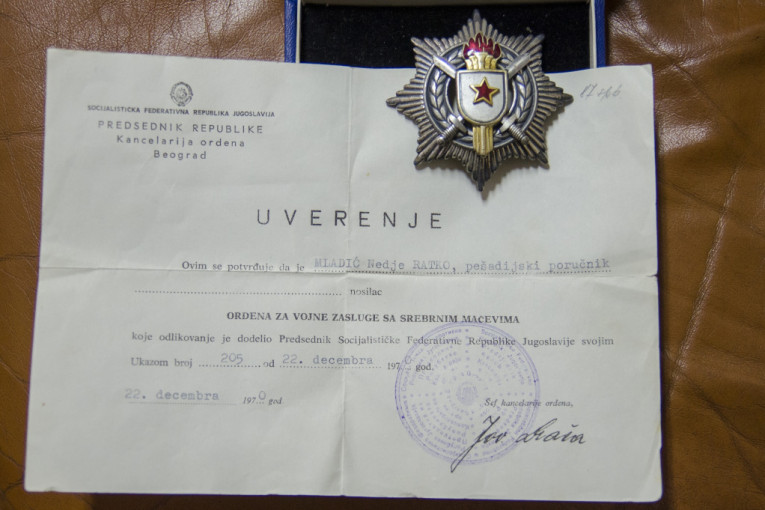 SOCIJALISTIČKA FEDERATIVNA REPUBLIKA JUGOSLAVIJA
PREDSEDNIK REPUBLIKE
Kancelarija ordena
Beograd
UVERENJE
Ovim se potvrđuje da je MLADIĆ Nedje RATKO, pešadijski poručnik
nosilac
ORDENA ZA VOJNE ZASLUGE SA SREBRNIM MAČEVIMA
koje odlikovanje je dodelio Predsednik Socijalističke Federativne Republike Jugoslavije svojim
Ukazom broj 205 od 22. decembra 1970 god.
22. decembra 1970 god.
Šef kancelarije ordena,